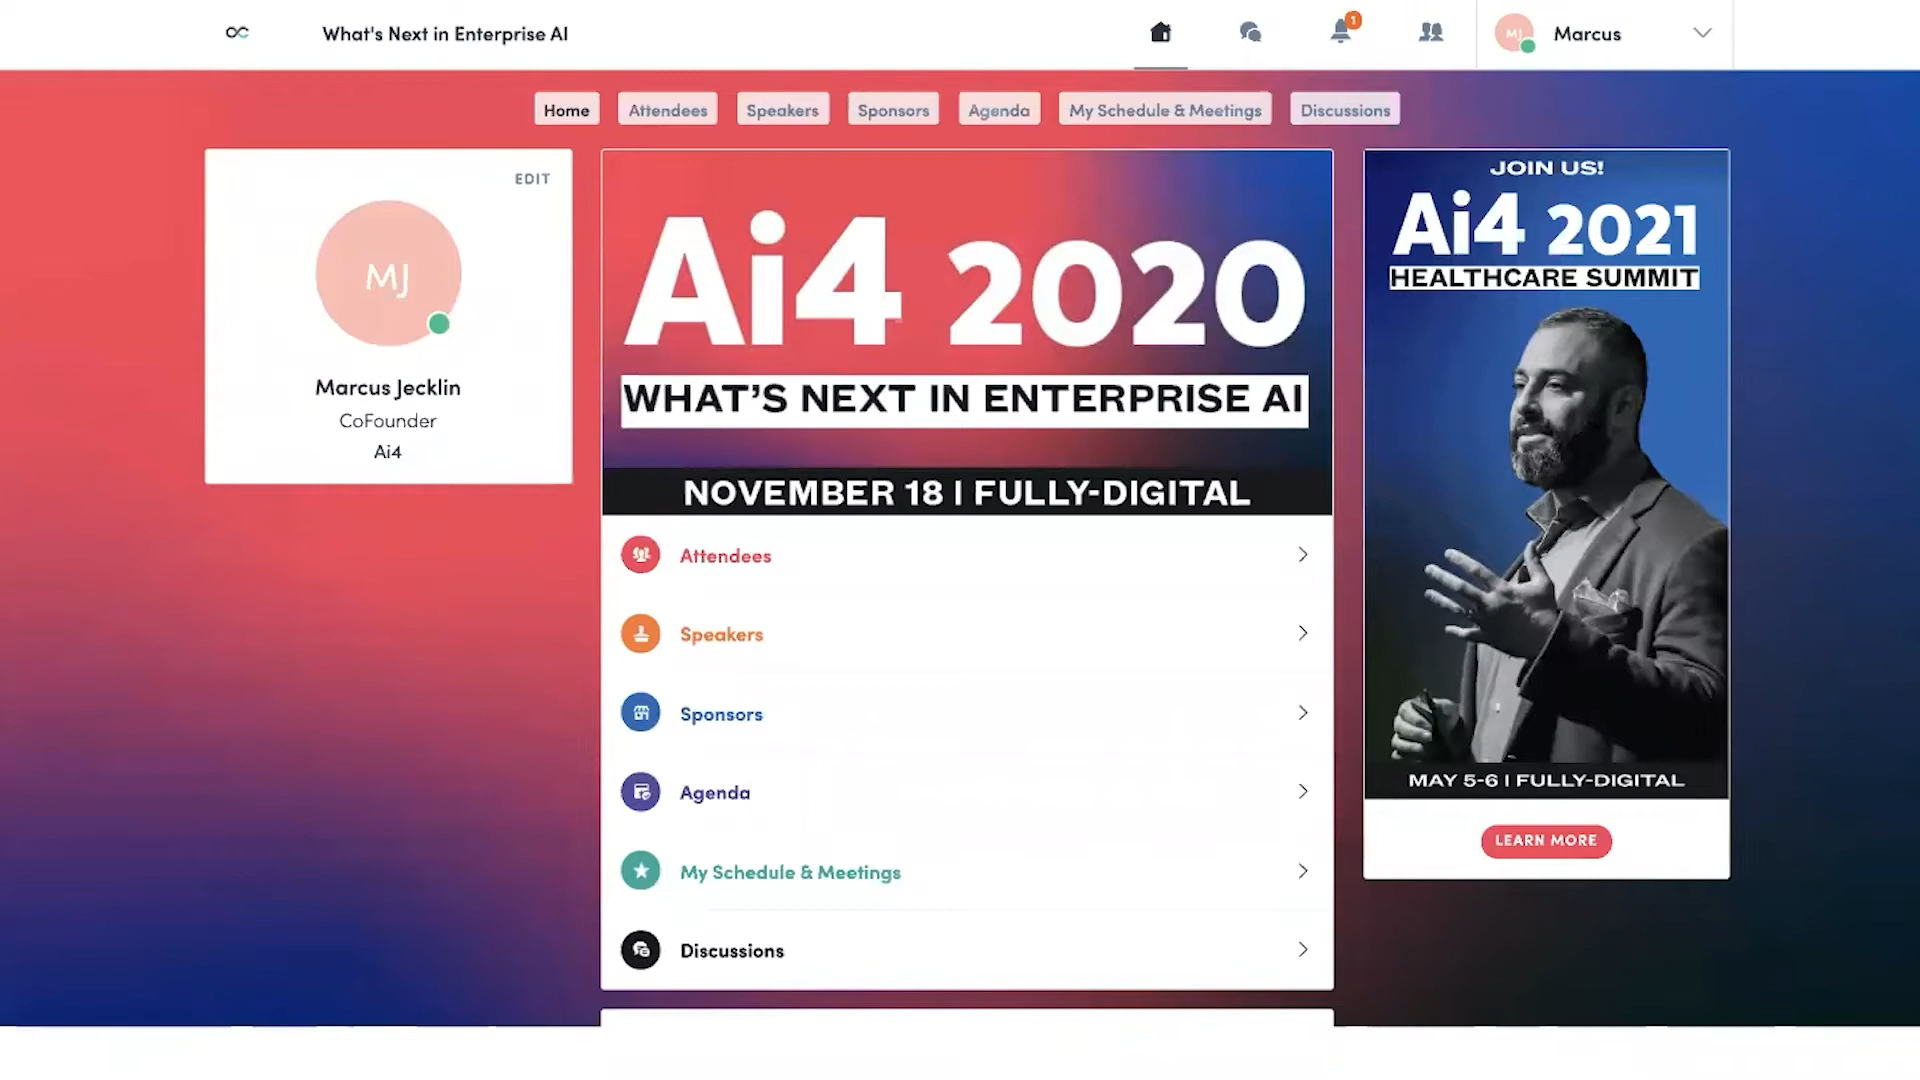 What's Next in Enterprise AI
1
MJ
Marcus
Home
Attendees
Speakers
Sponsors
Agenda
My Schedule & Meetings
Discussions
EDIT
MJ
Marcus Jecklin
CoFounder
Ai4
Ai4 2020
WHAT'S NEXT IN ENTERPRISE AI
NOVEMBER 18 | FULLY-DIGITAL
Attendees
Speakers
Sponsors
Agenda
My Schedule & Meetings
Discussions
JOIN US!
Ai4 2021
HEALTHCARE SUMMIT
MAY 5-6 | FULLY-DIGITAL
LEARN MORE